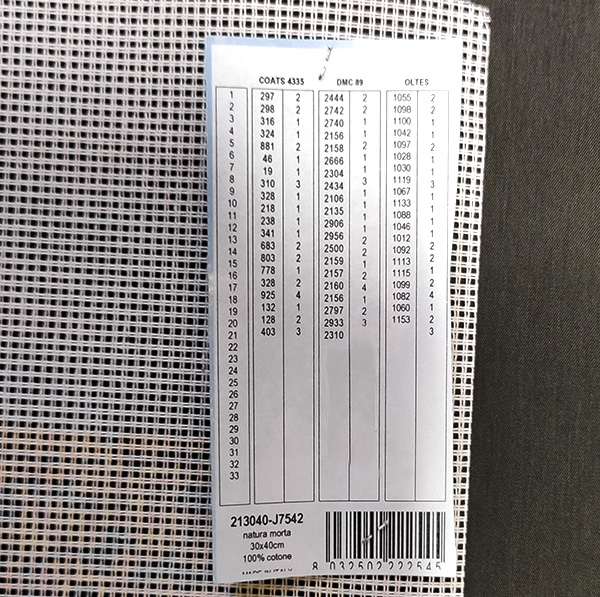 COATS 4335 DMC 89 OLTES
1 297 2 2444 2 1055 2
2 298 2 2742 2 1098 2
3 316 1 2740 1 1100 1
4 324 1 2156 1 1042 1
5 881 2 2158 2 1097 2
6 46 1 2666 1 1028 1
7 19 1 2304 1 1030 1
8 310 3 2434 3 1119 3
9 328 1 2106 1 1067 1
10 218 1 2135 1 1133 1
11 238 1 2906 1 1088 1
12 341 1 2956 1 1046 1
13 683 2 2500 2 1012 2
14 803 2 2159 2 1092 2
15 778 1 2157 1 1113 1
16 328 2 2160 2 1115 2
17 925 4 2156 4 1099 4
18 132 1 2797 1 1082 1
19 128 2 2933 2 1060 2
20 403 3 2310 3 1153 3
21
22
23
24
25
26
27
28
29
30
31
32
33
213040-J7542
natura morta
30x40cm
100% cotone
MADE IN ITALY
8 032502 222545